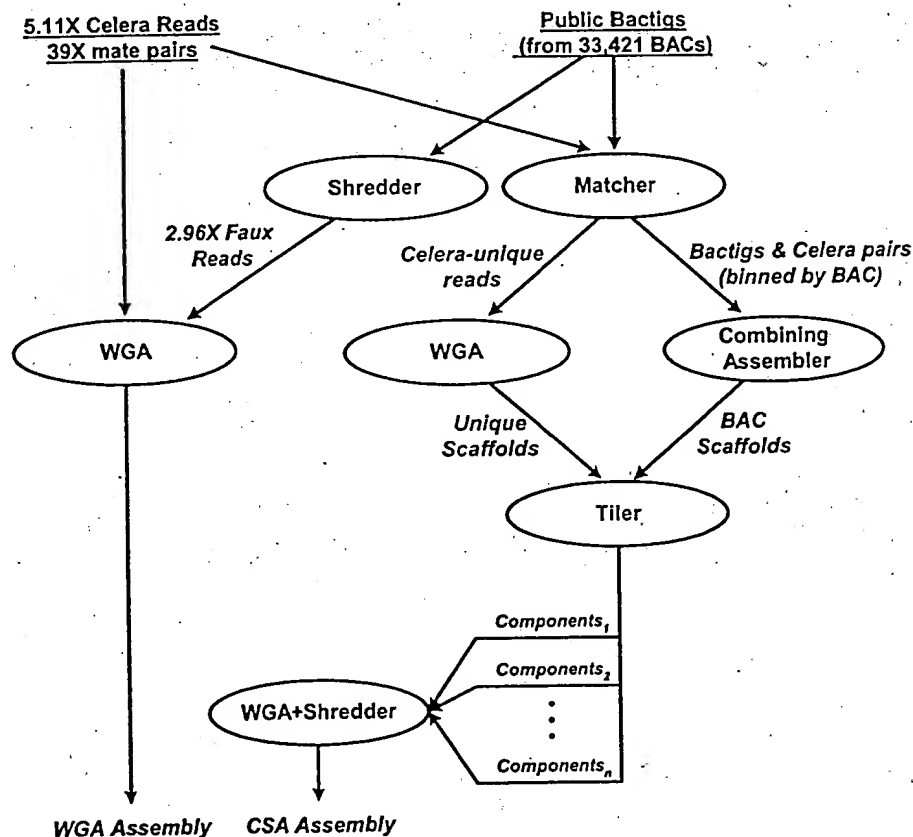 5.11X Celera Reads
39X mate pairs
Public Bactigs
(from 33,421 BACs)
Shredder
Matcher
2.96X Faux
Reads
Celera-unique
reads
Bactigs & Celera pairs
(binned by BAC)
WGA
WGA
Combining
Assembler
Unique
Scaffolds
BAC
Scaffolds
Tiler
Components1
Components2
WGA+Shredder
Componentsn
WGA Assembly
CSA Assembly